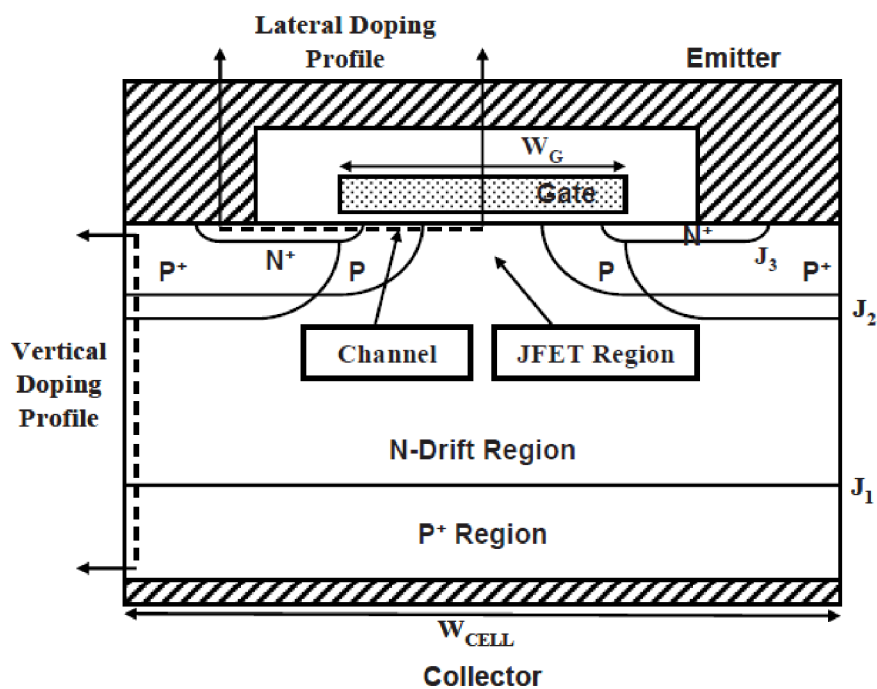 Lateral Doping
Profile
Emitter
W_G
Gate
P⁺
N⁺
P
P
N⁺
J₃
P⁺
J₂
Channel
JFET Region
Vertical
Doping
Profile
N-Drift Region
J₁
P⁺ Region
W_CELL
Collector